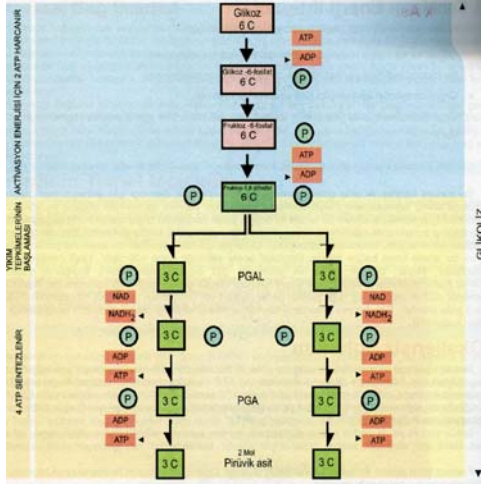 Glikoz
6 C
ATP
ADP
Glikoz -6-fosfat
6 C
P
Fruktoz -6-fosfat
6 C
P
ATP
ADP
P
6 C
P
AKTİVASYON ENERJİSİ İÇİN 2 ATP HARCANIR
YIKIM
TEPKİMELERİNİN
BAŞLAMASI
GLİKOLİZ
P
3 C
PGAL
3 C
P
NAD
NAD
NADH2
NADH2
P
3 C
P
P
3 C
P
ADP
ADP
ATP
ATP
4 ATP SENTEZLENİR
P
3 C
PGA
3 C
P
ADP
ADP
ATP
ATP
3 C
2 Mol
Pirüvik asit
3 C